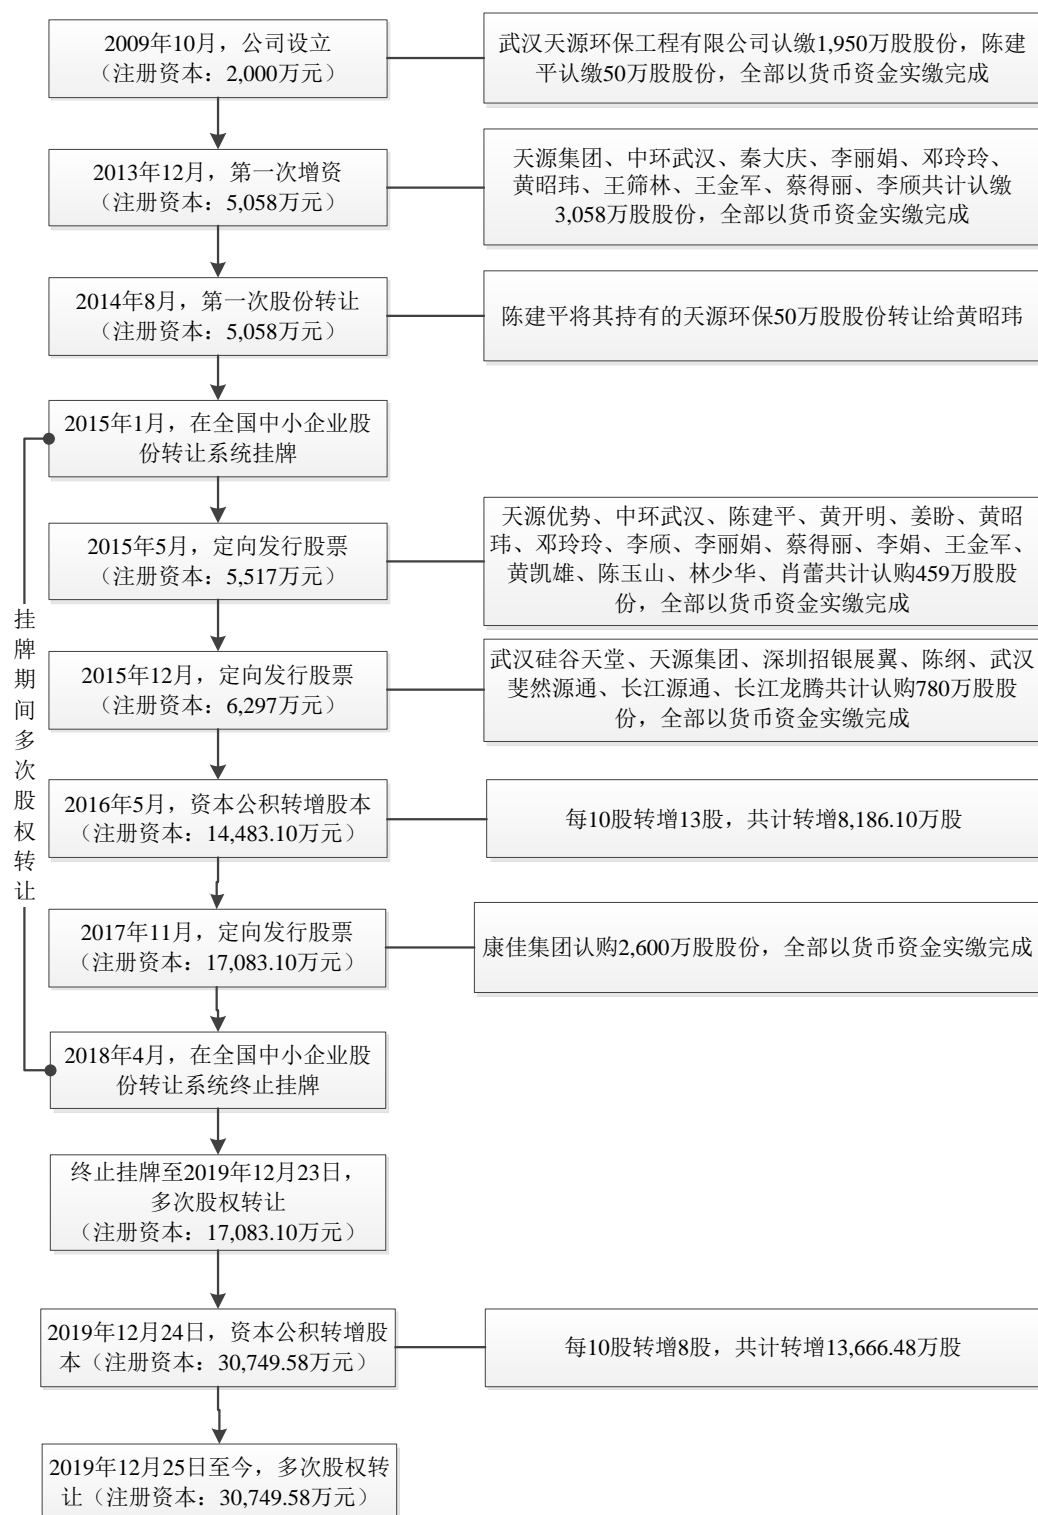 2009年10月，公司设立
（注册资本：2,000万元）
武汉天源环保工程有限公司认缴1,950万股股份，陈建
平认缴50万股股份，全部以货币资金实缴完成
2013年12月，第一次增资
（注册资本：5,058万元）
天源集团、中环武汉、秦大庆、李丽娟、邓玲玲、
黄昭玮、王筛林、王金军、蔡得丽、李颀共计认缴
3,058万股股份，全部以货币资金实缴完成
2014年8月，第一次股份转让
（注册资本：5,058万元）
陈建平将其持有的天源环保50万股股份转让给黄昭玮
2015年1月，在全国中小企业股
份转让系统挂牌
挂牌期间多次股权转让
2015年5月，定向发行股票
（注册资本：5,517万元）
天源优势、中环武汉、陈建平、黄开明、姜盼、黄昭
玮、邓玲玲、李颀、李丽娟、蔡得丽、李娟、王金军、
黄凯雄、陈玉山、林少华、肖蕾共计认购459万股股
份，全部以货币资金实缴完成
2015年12月，定向发行股票
（注册资本：6,297万元）
武汉硅谷天堂、天源集团、深圳招银展翼、陈纲、武汉
斐然源通、长江源通、长江龙腾共计认购780万股股
份，全部以货币资金实缴完成
2016年5月，资本公积转增股本
（注册资本：14,483.10万元）
每10股转增13股，共计转增8,186.10万股
2017年11月，定向发行股票
（注册资本：17,083.10万元）
康佳集团认购2,600万股股份，全部以货币资金实缴完成
2018年4月，在全国中小企业股
份转让系统终止挂牌
终止挂牌至2019年12月23日，
多次股权转让
（注册资本：17,083.10万元）
2019年12月24日，资本公积转增股
本（注册资本：30,749.58万元）
每10股转增8股，共计转增13,666.48万股
2019年12月25日至今，多次股权转
让（注册资本：30,749.58万元）